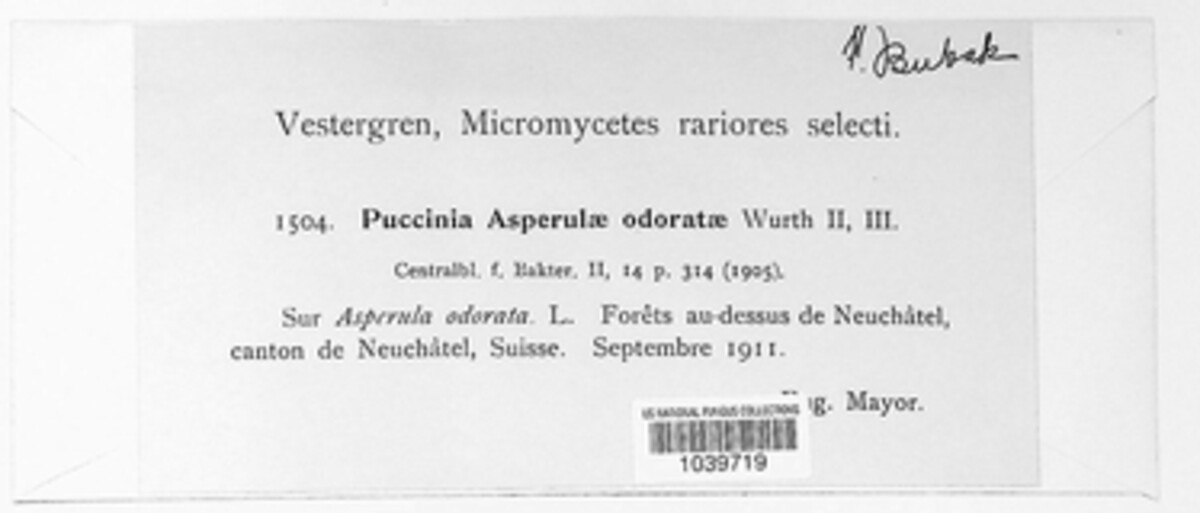 Bubak
Vestergren, Micromycetes rariores selecti.
1504. Puccinia Asperulæ odoratæ Wurth II, III.
Centralbl. f. Bakter. II, 14 p. 314 (1905).
Sur Asperula odorata. L. Forêts au-dessus de Neuchâtel,
canton de Neuchâtel, Suisse. Septembre 1911.
Mayor.
US NATIONAL FUNGUS COLLECTIONS
1039719